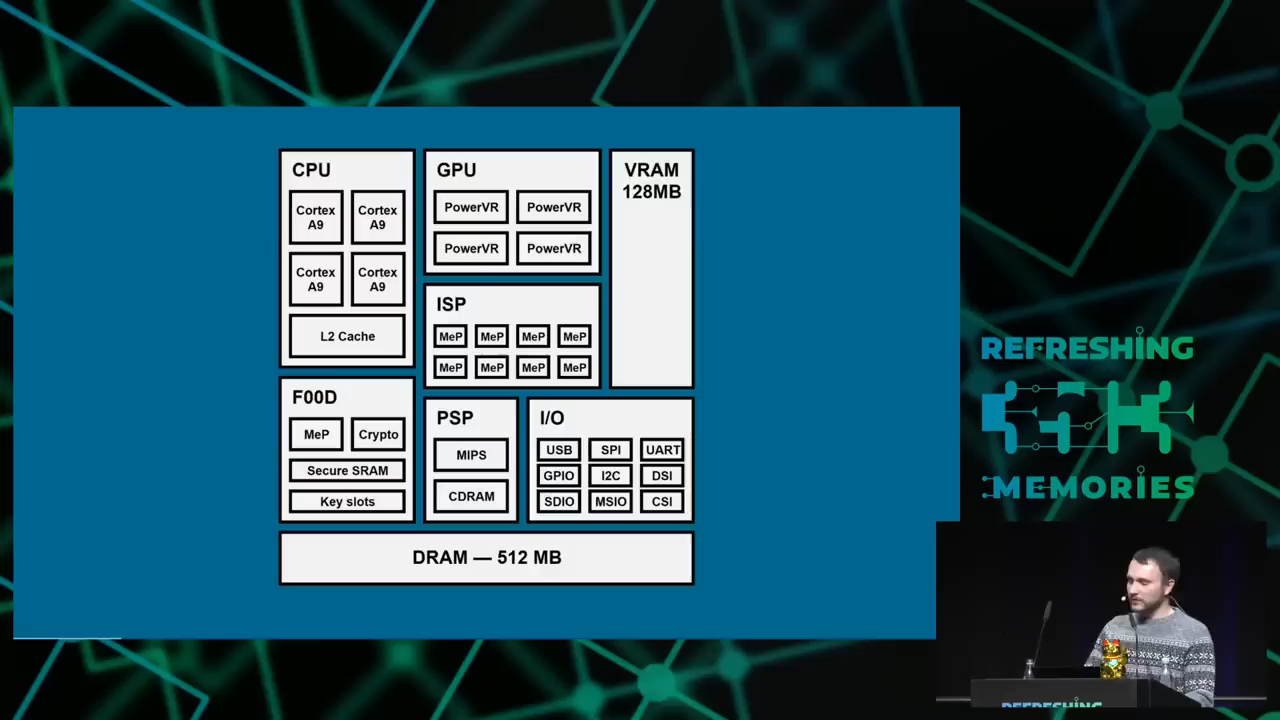 CPU
Cortex
A9
Cortex
A9
Cortex
A9
Cortex
A9
L2 Cache
GPU
PowerVR
PowerVR
PowerVR
PowerVR
VRAM
128MB
ISP
MeP
MeP
MeP
MeP
MeP
MeP
MeP
MeP
F00D
MeP
Crypto
Secure SRAM
Key slots
PSP
MIPS
CDRAM
I/O
USB
SPI
UART
GPIO
I2C
DSI
SDIO
MSIO
CSI
DRAM — 512 MB
REFRESHING
MEMORIES
REFRESHING